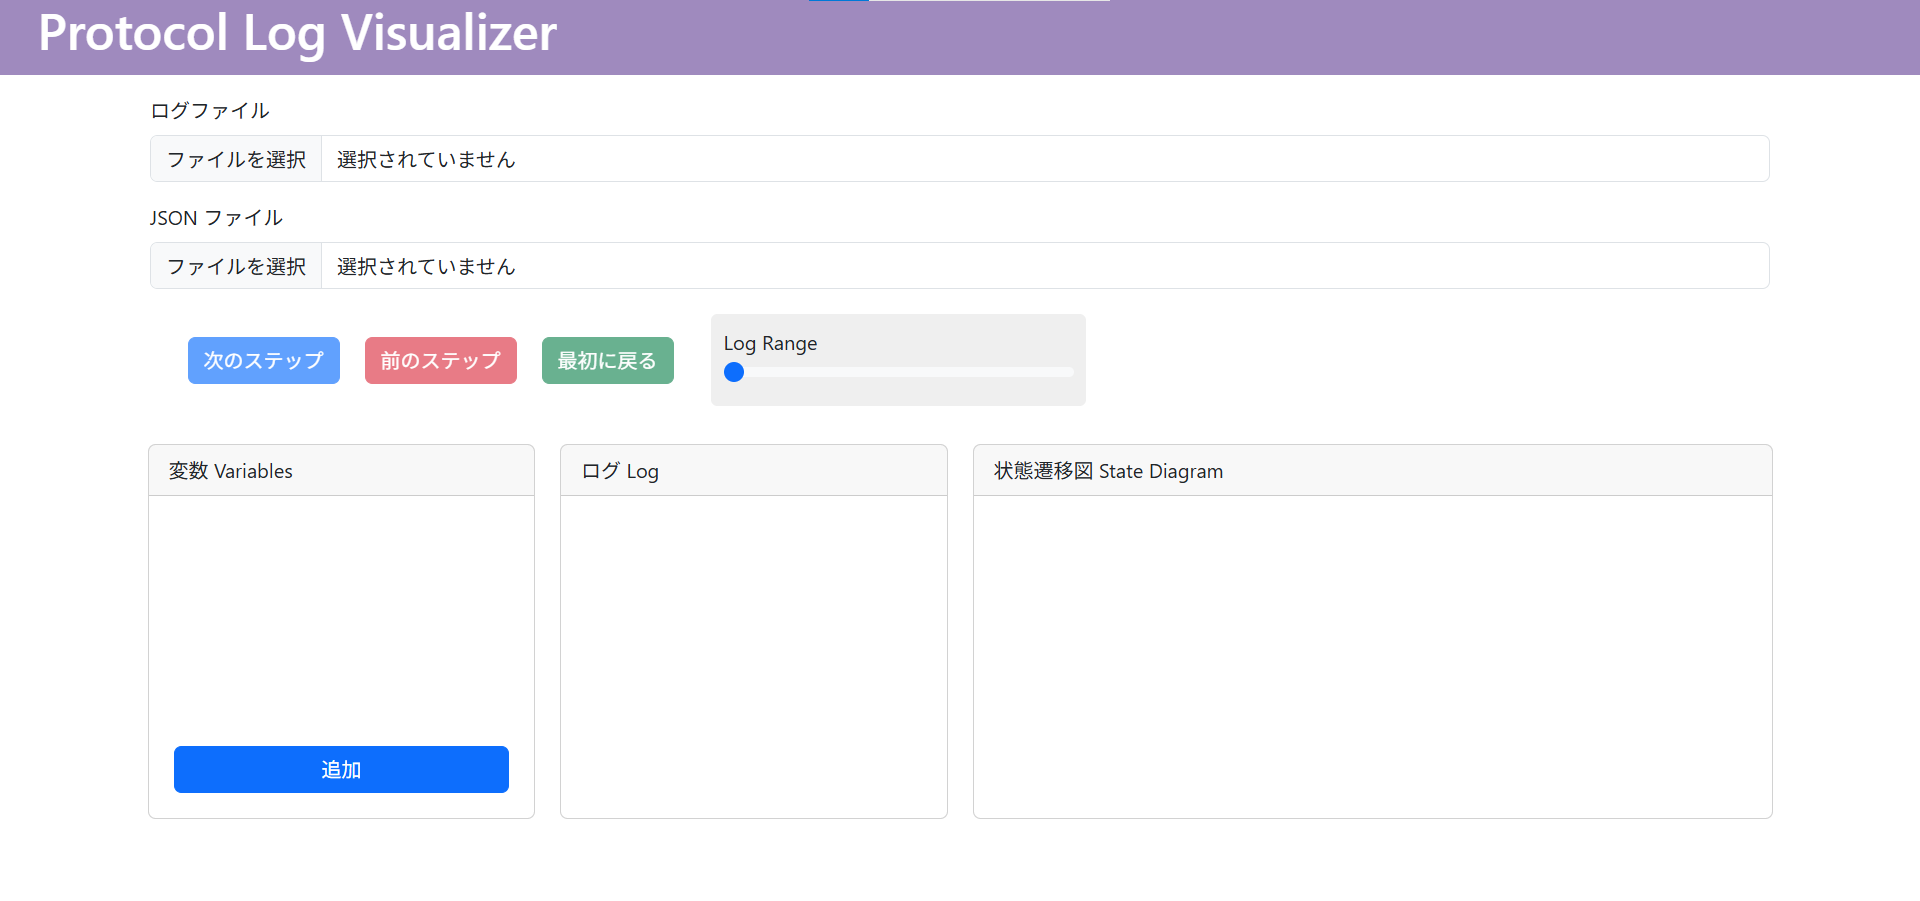 Protocol Log Visualizer
ログファイル
ファイルを選択 選択されていません
JSON ファイル
ファイルを選択 選択されていません
次のステップ 前のステップ 最初に戻る Log Range
変数 Variables
ログ Log
状態遷移図 State Diagram
追加